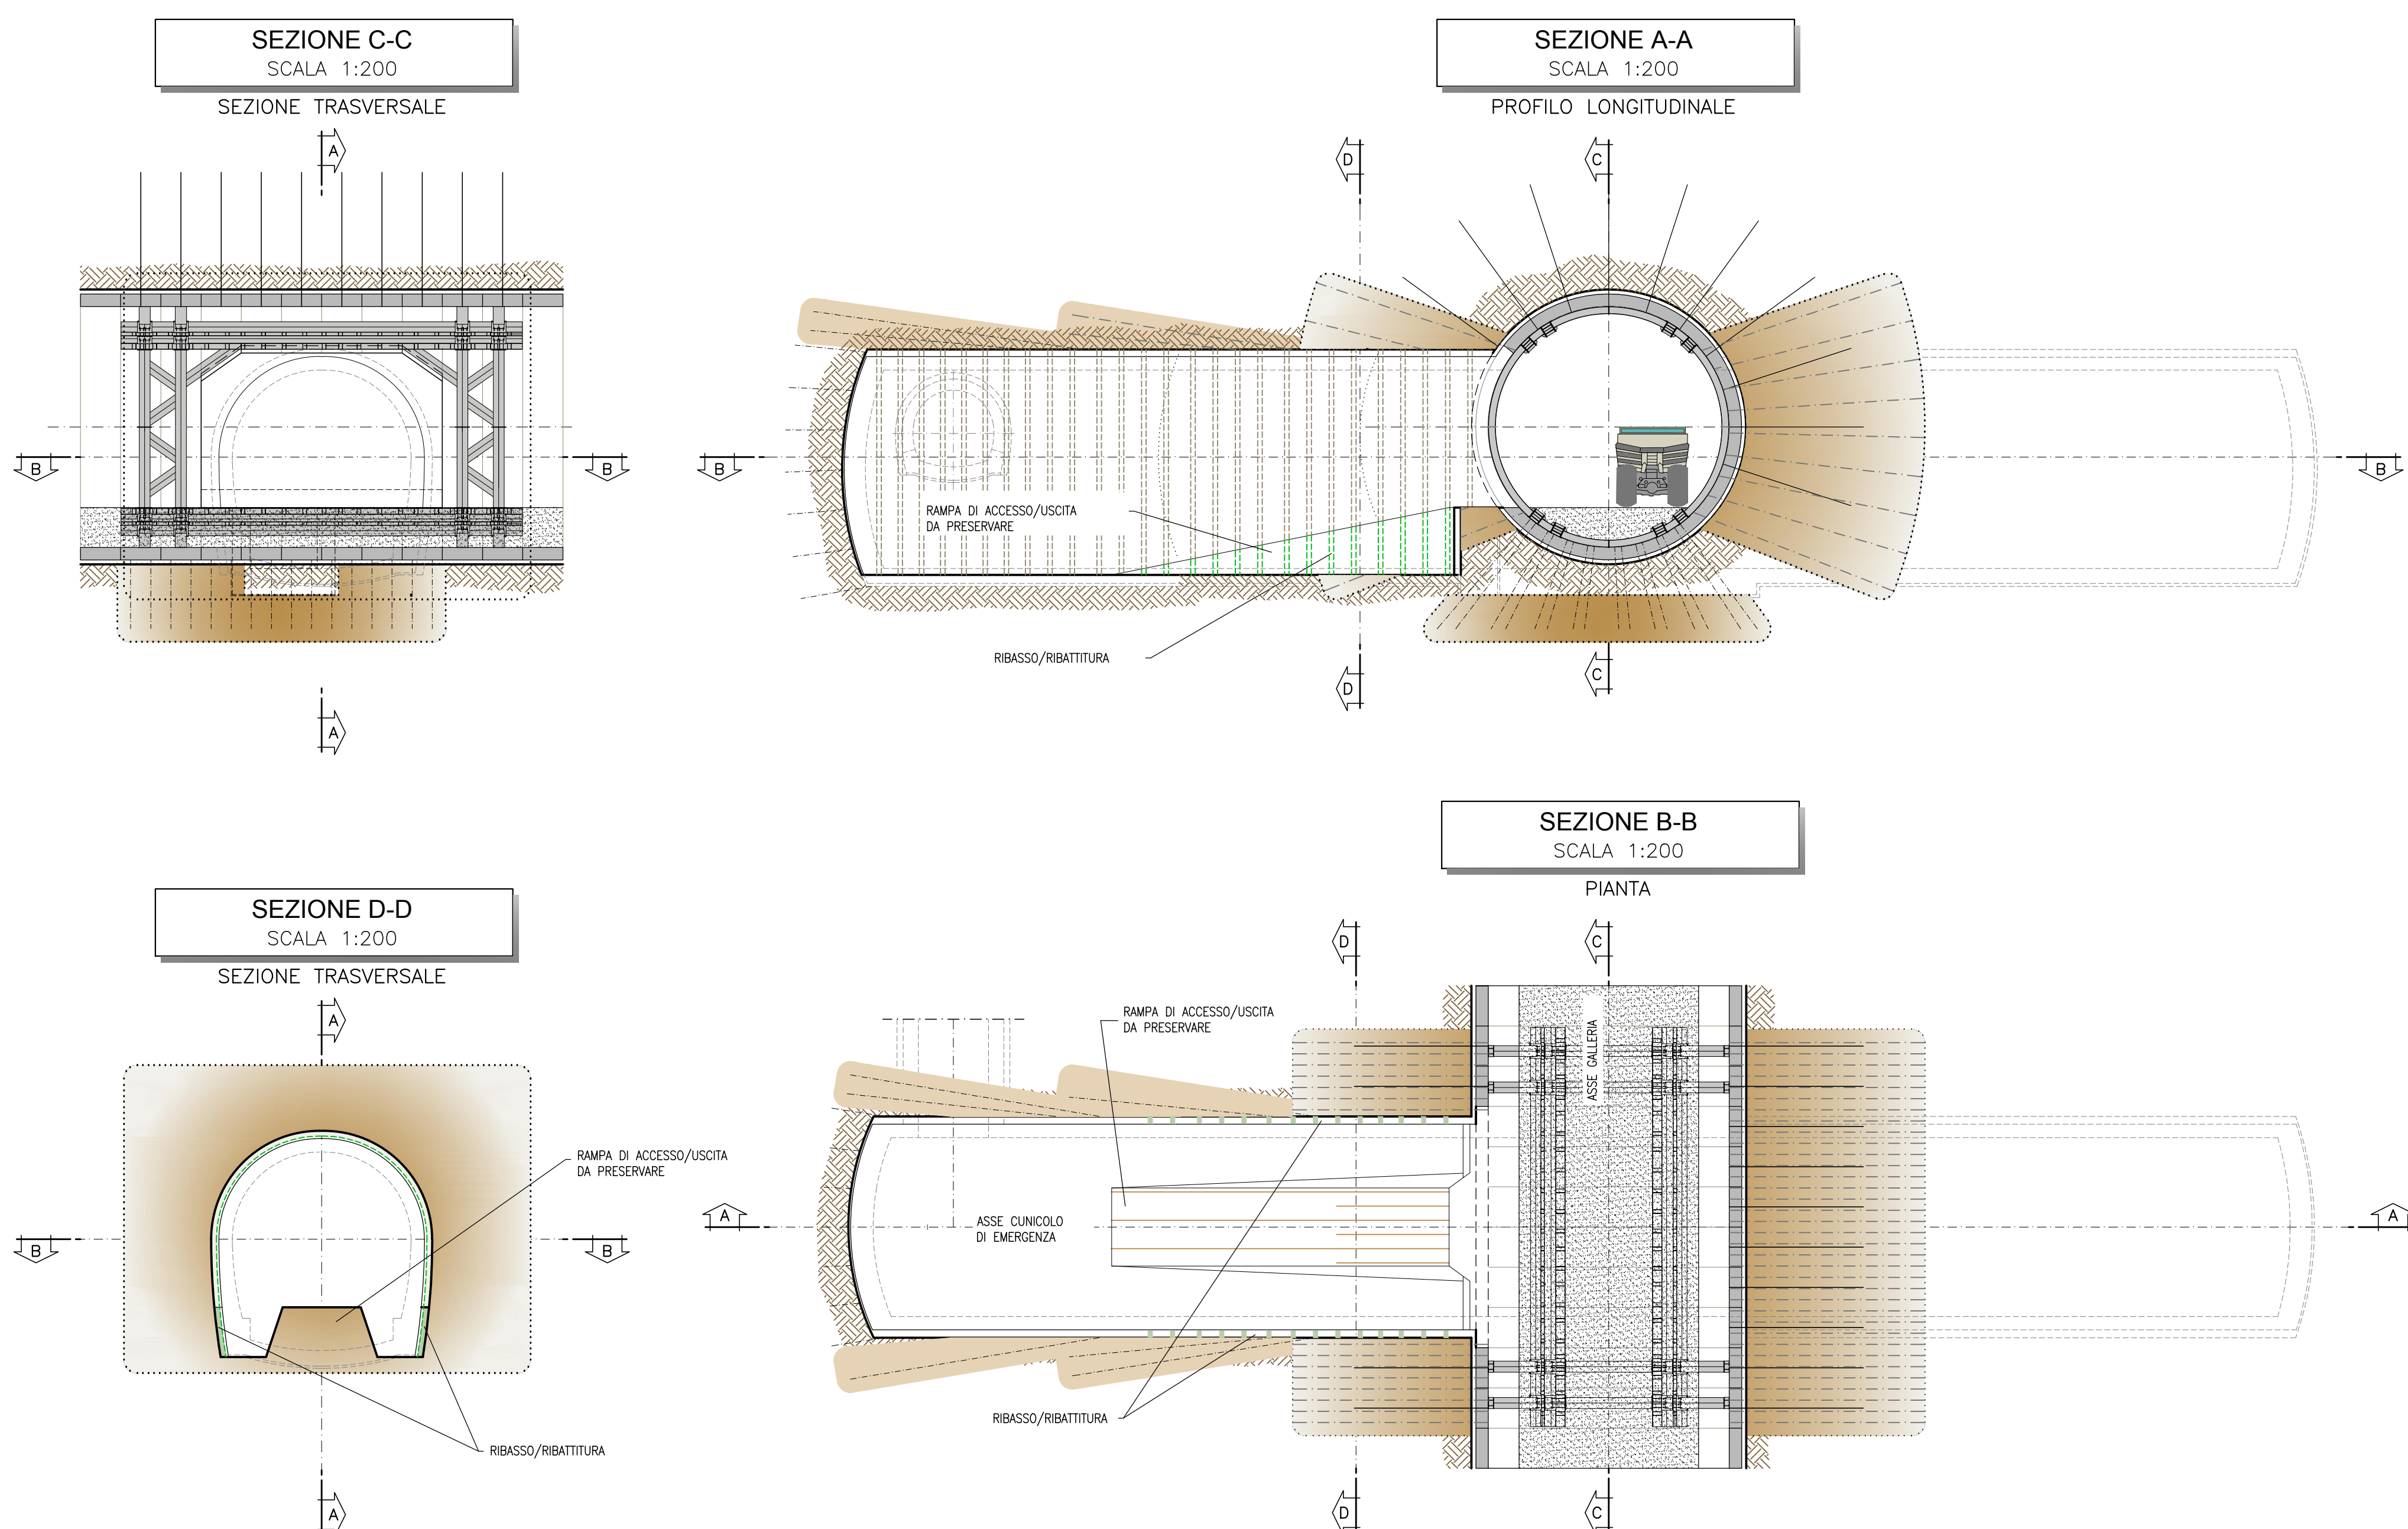 SEZIONE C-C
SCALA 1:200
SEZIONE TRASVERSALE
A
B
B
A
SEZIONE A-A
SCALA 1:200
PROFILO LONGITUDINALE
D
C
B
B
RAMPA DI ACCESSO/USCITA
DA PRESERVARE
RIBASSO/RIBATTITURA
D
C
SEZIONE D-D
SCALA 1:200
SEZIONE TRASVERSALE
A
RAMPA DI ACCESSO/USCITA
DA PRESERVARE
B
B
RIBASSO/RIBATTITURA
A
SEZIONE B-B
SCALA 1:200
PIANTA
D
C
RAMPA DI ACCESSO/USCITA
DA PRESERVARE
ASSE GALLERIA
A
A
ASSE CUNICOLO
DI EMERGENZA
RIBASSO/RIBATTITURA
D
C